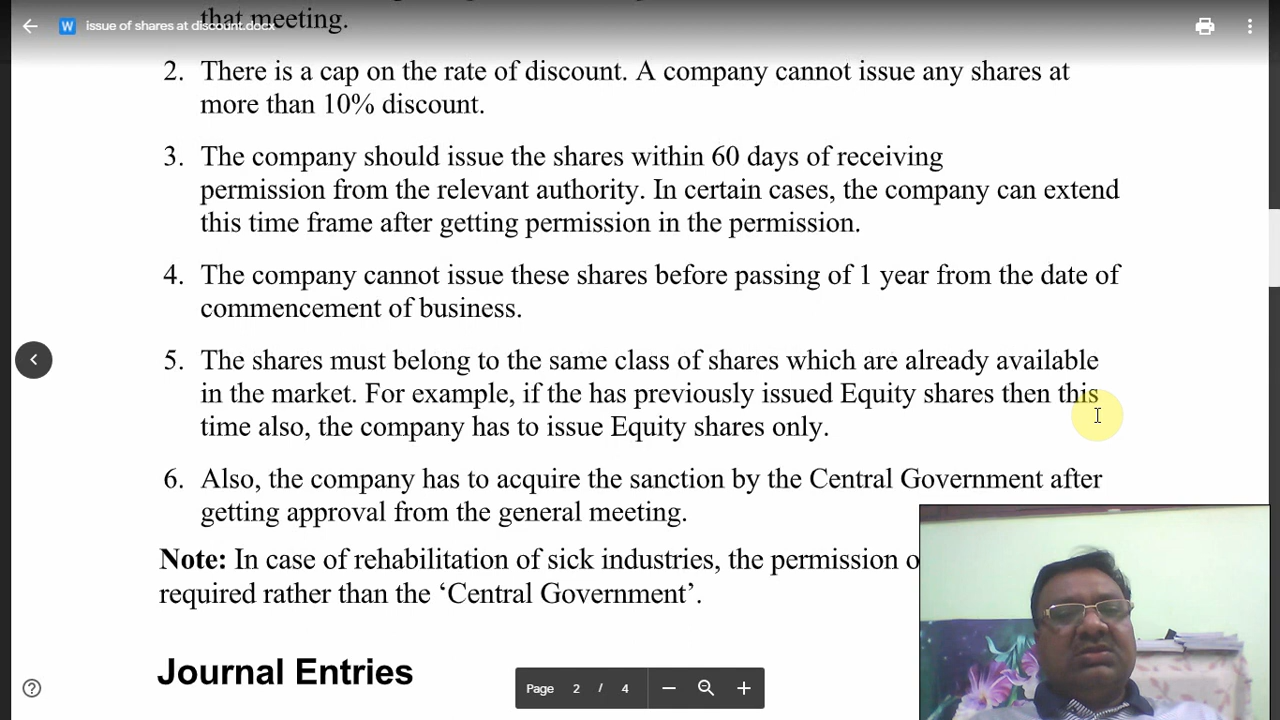 that meeting.
issue of shares at discount.docx
2. There is a cap on the rate of discount. A company cannot issue any shares at
more than 10% discount.
3. The company should issue the shares within 60 days of receiving
permission from the relevant authority. In certain cases, the company can extend
this time frame after getting permission in the permission.
4. The company cannot issue these shares before passing of 1 year from the date of
commencement of business.
5. The shares must belong to the same class of shares which are already available
in the market. For example, if the has previously issued Equity shares then this
time also, the company has to issue Equity shares only.
6. Also, the company has to acquire the sanction by the Central Government after
getting approval from the general meeting.
Note: In case of rehabilitation of sick industries, the permission
required rather than the ‘Central Government’.
Journal Entries
Page 2 / 4